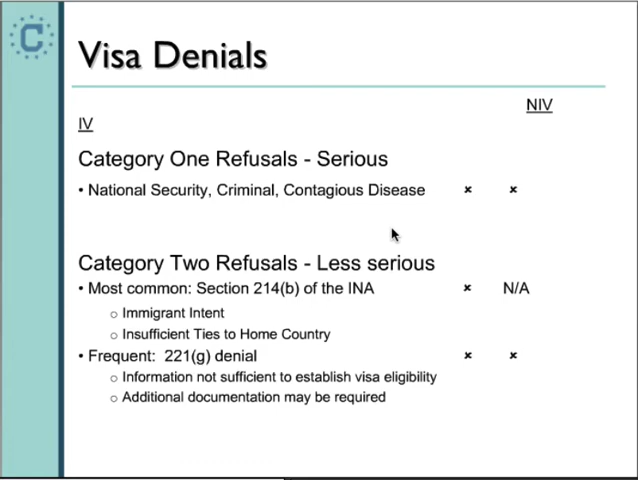 C
Visa Denials
NIV
IV
Category One Refusals - Serious
• National Security, Criminal, Contagious Disease × ×
Category Two Refusals - Less serious
• Most common: Section 214(b) of the INA × N/A
○ Immigrant Intent
○ Insufficient Ties to Home Country
• Frequent: 221(g) denial × ×
○ Information not sufficient to establish visa eligibility
○ Additional documentation may be required